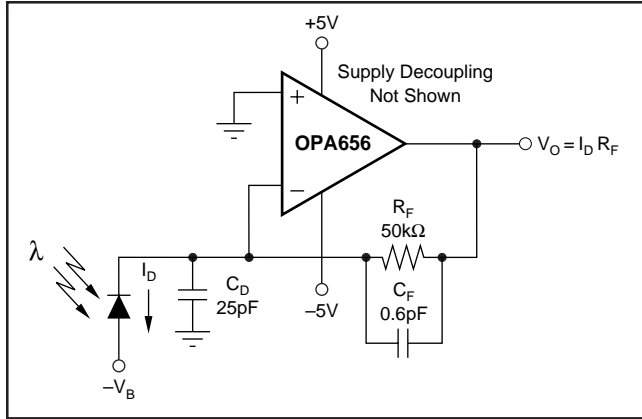 +5V
Supply Decoupling
Not Shown
+
OPA656
V_O = I_D R_F
−
R_F
50kΩ
λ
I_D
C_D
25pF
−5V
C_F
0.6pF
−V_B